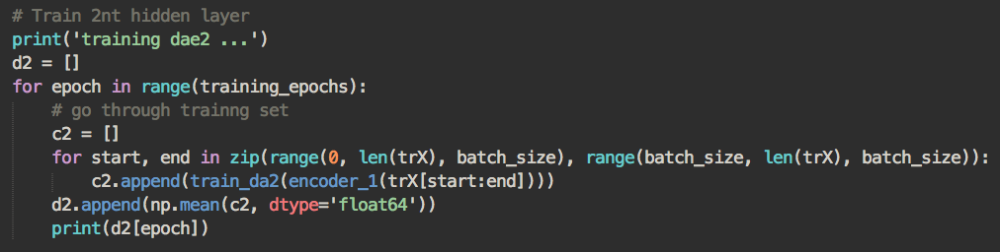 # Train 2nt hidden layer
print('training dae2 ...')
d2 = []
for epoch in range(training_epochs):
    # go through trainng set
    c2 = []
    for start, end in zip(range(0, len(trX), batch_size), range(batch_size, len(trX), batch_size)):
        c2.append(train_da2(encoder_1(trX[start:end])))
    d2.append(np.mean(c2, dtype='float64'))
    print(d2[epoch])